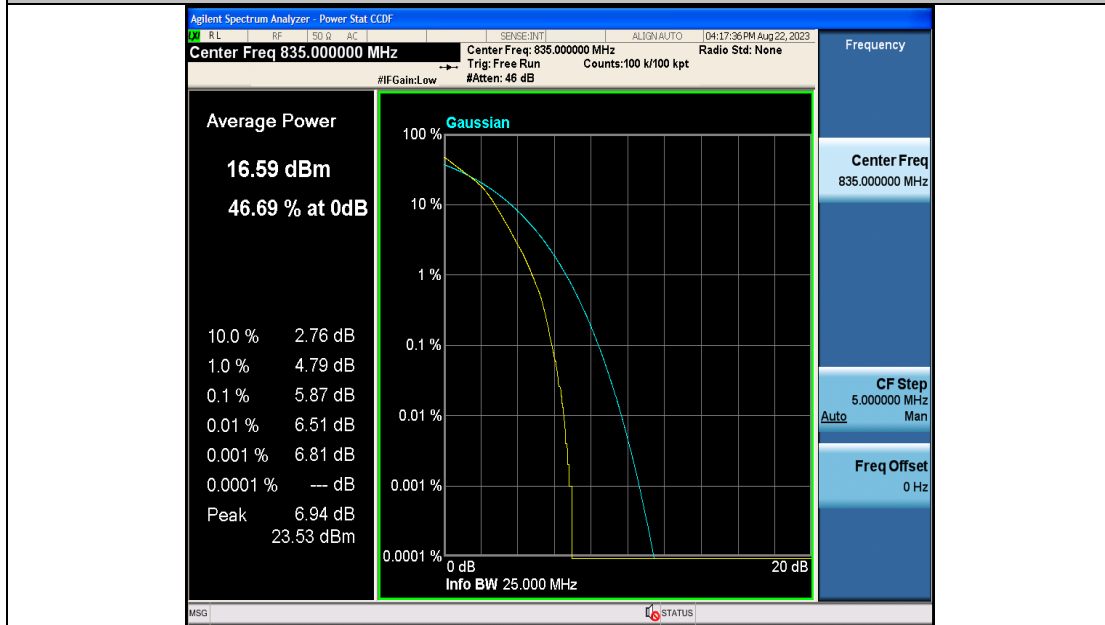 Agilent Spectrum Analyzer - Power Stat CCDF
LXI RL RF 50 Ω AC SENSE:INT ALIGN AUTO 04:17:36 PM Aug 22, 2023
Center Freq 835.000000 MHz
Center Freq: 835.000000 MHz Radio Std: None
Trig: Free Run Counts:100 k/100 kpt
#IFGain:Low #Atten: 46 dB
Frequency
Average Power
16.59 dBm
46.69 % at 0dB
10.0 % 2.76 dB
1.0 % 4.79 dB
0.1 % 5.87 dB
0.01 % 6.51 dB
0.001 % 6.81 dB
0.0001 % --- dB
Peak 6.94 dB
23.53 dBm
Gaussian
100 %
10 %
1 %
0.1 %
0.01 %
0.001 %
0.0001 %
0 dB 20 dB
Info BW 25.000 MHz
Center Freq
835.000000 MHz
CF Step
5.000000 MHz
Auto Man
Freq Offset
0 Hz
MSG STATUS